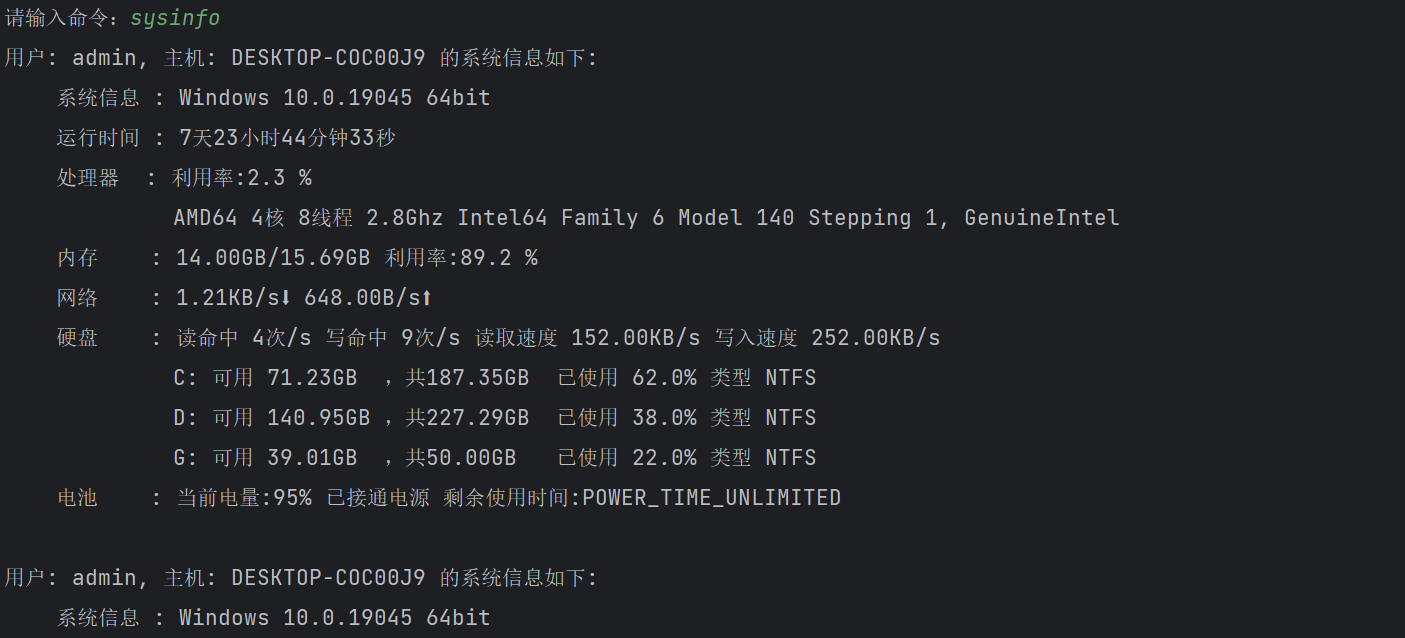 请输入命令：sysinfo
用户: admin, 主机: DESKTOP-COC00J9 的系统信息如下:
系统信息 : Windows 10.0.19045 64bit
运行时间 : 7天23小时44分钟33秒
处理器 : 利用率:2.3 %
AMD64 4核 8线程 2.8Ghz Intel64 Family 6 Model 140 Stepping 1, GenuineIntel
内存 : 14.00GB/15.69GB 利用率:89.2 %
网络 : 1.21KB/s⬇ 648.00B/s⬆
硬盘 : 读命中 4次/s 写命中 9次/s 读取速度 152.00KB/s 写入速度 252.00KB/s
C: 可用 71.23GB ，共187.35GB 已使用 62.0% 类型 NTFS
D: 可用 140.95GB ，共227.29GB 已使用 38.0% 类型 NTFS
G: 可用 39.01GB ，共50.00GB 已使用 22.0% 类型 NTFS
电池 : 当前电量:95% 已接通电源 剩余使用时间:POWER_TIME_UNLIMITED
用户: admin, 主机: DESKTOP-COC00J9 的系统信息如下:
系统信息 : Windows 10.0.19045 64bit